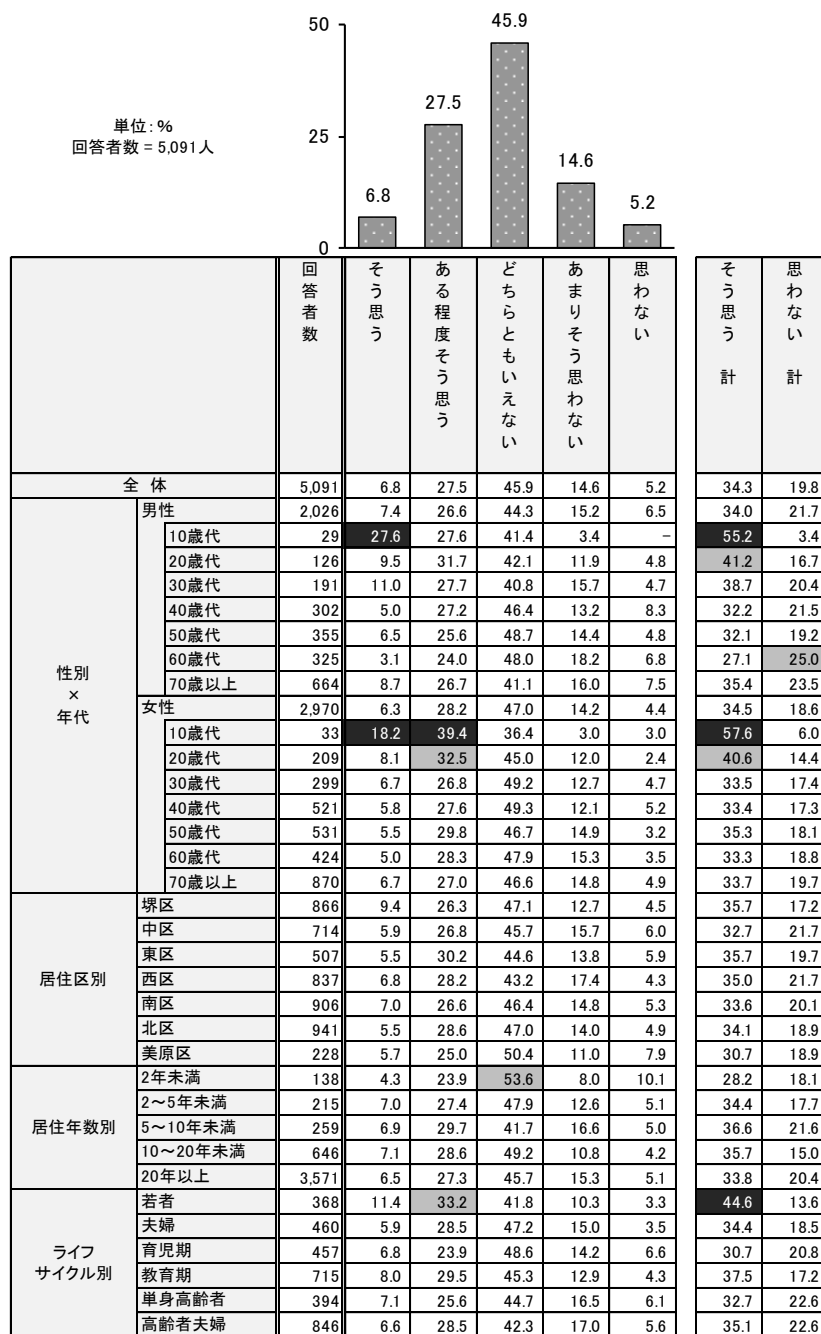 50
25
0
単位：％
回答者数 = 5,091人
6.8
27.5
45.9
14.6
5.2
回答者数 そう思う ある程度そう思う どちらともいえない あまりそう思わない 思わない そう思う 計 思わない 計
全 体 5,091 6.8 27.5 45.9 14.6 5.2 34.3 19.8
性別×年代
男性 2,026 7.4 26.6 44.3 15.2 6.5 34.0 21.7
10歳代 29 27.6 27.6 41.4 3.4 － 55.2 3.4
20歳代 126 9.5 31.7 42.1 11.9 4.8 41.2 16.7
30歳代 191 11.0 27.7 40.8 15.7 4.7 38.7 20.4
40歳代 302 5.0 27.2 46.4 13.2 8.3 32.2 21.5
50歳代 355 6.5 25.6 48.7 14.4 4.8 32.1 19.2
60歳代 325 3.1 24.0 48.0 18.2 6.8 27.1 25.0
70歳以上 664 8.7 26.7 41.1 16.0 7.5 35.4 23.5
女性 2,970 6.3 28.2 47.0 14.2 4.4 34.5 18.6
10歳代 33 18.2 39.4 36.4 3.0 3.0 57.6 6.0
20歳代 209 8.1 32.5 45.0 12.0 2.4 40.6 14.4
30歳代 299 6.7 26.8 49.2 12.7 4.7 33.5 17.4
40歳代 521 5.8 27.6 49.3 12.1 5.2 33.4 17.3
50歳代 531 5.5 29.8 46.7 14.9 3.2 35.3 18.1
60歳代 424 5.0 28.3 47.9 15.3 3.5 33.3 18.8
70歳以上 870 6.7 27.0 46.6 14.8 4.9 33.7 19.7
居住区別
堺区 866 9.4 26.3 47.1 12.7 4.5 35.7 17.2
中区 714 5.9 26.8 45.7 15.7 6.0 32.7 21.7
東区 507 5.5 30.2 44.6 13.8 5.9 35.7 19.7
西区 837 6.8 28.2 43.2 17.4 4.3 35.0 21.7
南区 906 7.0 26.6 46.4 14.8 5.3 33.6 20.1
北区 941 5.5 28.6 47.0 14.0 4.9 34.1 18.9
美原区 228 5.7 25.0 50.4 11.0 7.9 30.7 18.9
居住年数別
2年未満 138 4.3 23.9 53.6 8.0 10.1 28.2 18.1
2～5年未満 215 7.0 27.4 47.9 12.6 5.1 34.4 17.7
5～10年未満 259 6.9 29.7 41.7 16.6 5.0 36.6 21.6
10～20年未満 646 7.1 28.6 49.2 10.8 4.2 35.7 15.0
20年以上 3,571 6.5 27.3 45.7 15.3 5.1 33.8 20.4
ライフサイクル別
若者 368 11.4 33.2 41.8 10.3 3.3 44.6 13.6
夫婦 460 5.9 28.5 47.2 15.0 3.5 34.4 18.5
育児期 457 6.8 23.9 48.6 14.2 6.6 30.7 20.8
教育期 715 8.0 29.5 45.3 12.9 4.3 37.5 17.2
単身高齢者 394 7.1 25.6 44.7 16.5 6.1 32.7 22.6
高齢者夫婦 846 6.6 28.5 42.3 17.0 5.6 35.1 22.6